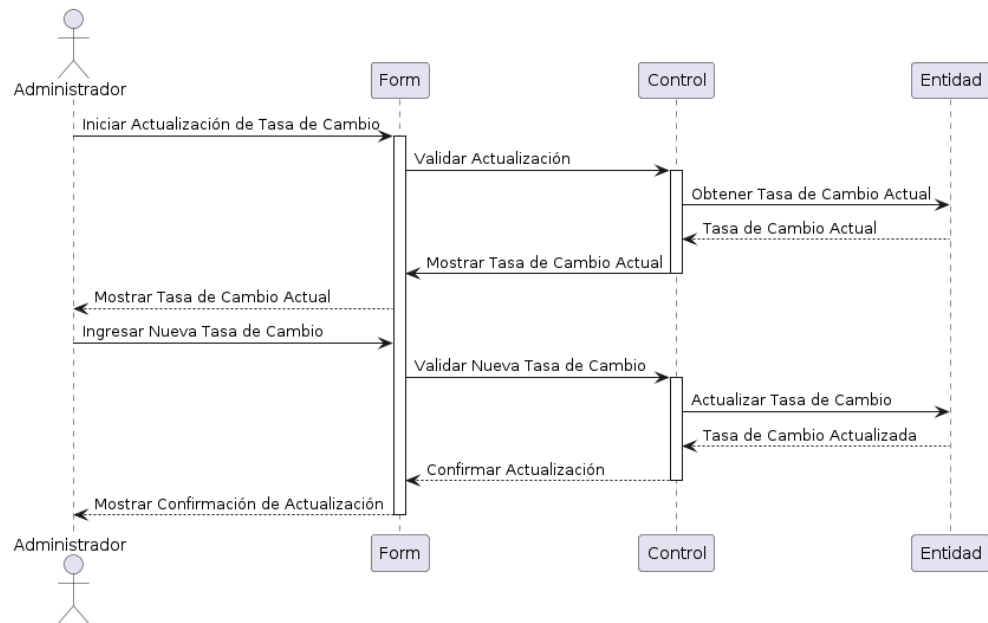 Administrador
Form
Control
Entidad
Iniciar Actualización de Tasa de Cambio
Validar Actualización
Obtener Tasa de Cambio Actual
Tasa de Cambio Actual
Mostrar Tasa de Cambio Actual
Mostrar Tasa de Cambio Actual
Ingresar Nueva Tasa de Cambio
Validar Nueva Tasa de Cambio
Actualizar Tasa de Cambio
Tasa de Cambio Actualizada
Confirmar Actualización
Mostrar Confirmación de Actualización
Administrador
Form
Control
Entidad